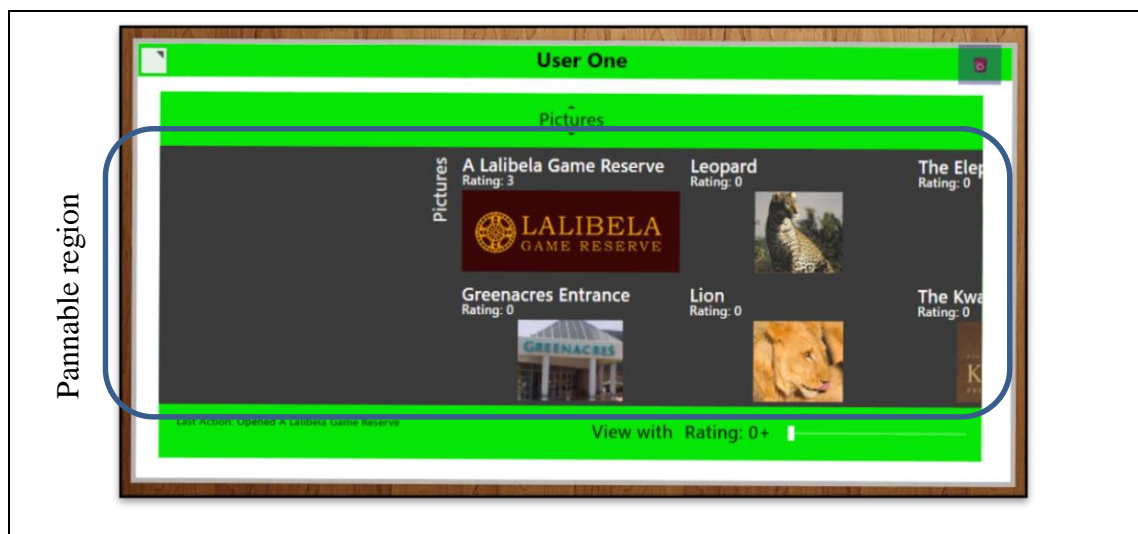 User One
Pictures
Pannable region
Pictures
A Lalibela Game Reserve
Rating: 3
LALIBELA
GAME RESERVE
Leopard
Rating: 0
The Elep
Rating: 0
Greenacres Entrance
Rating: 0
GREENACRES
Lion
Rating: 0
The Kwa
Rating: 0
K
Last Action: Opened A Lalibela Game Reserve
View with Rating: 0+